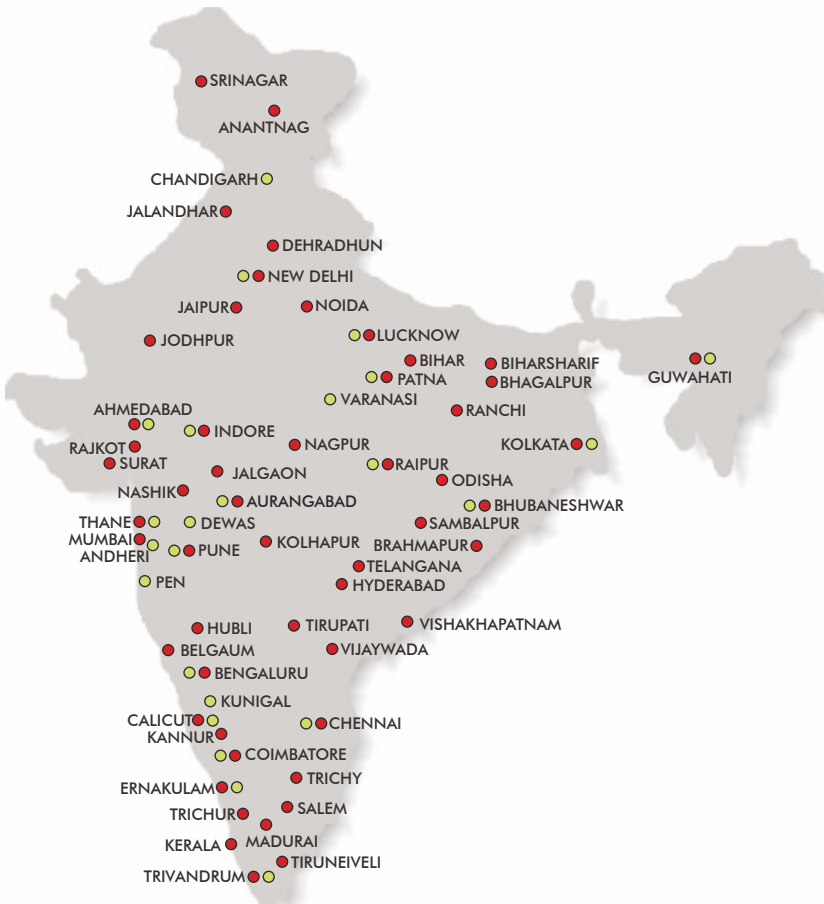 SRINAGAR
ANANTNAG
CHANDIGARH
JALANDHAR
DEHRADHUN
NEW DELHI
JAIPUR
NOIDA
LUCKNOW
JODHPUR
BIHAR
BIHARSHARIF
PATNA
BHAGALPUR
GUWAHATI
VARANASI
AHMEDABAD
RANCHI
INDORE
RAJKOT
NAGPUR
KOLKATA
SURAT
RAIPUR
JALGAON
ODISHA
NASHIK
AURANGABAD
BHUBANESHWAR
THANE
DEWAS
SAMBALPUR
MUMBAI
KOLHAPUR
BRAHMAPUR
ANDHERI
PUNE
TELANGANA
PEN
HYDERABAD
HUBLI
TIRUPATI
VISHAKHAPATNAM
BELGAUM
VIJAYWADA
BENGALURU
KUNIGAL
CALICUT
CHENNAI
KANNUR
COIMBATORE
TRICHY
ERNAKULAM
SALEM
TRICHUR
KERALA
MADURAI
TIRUNEIVELI
TRIVANDRUM